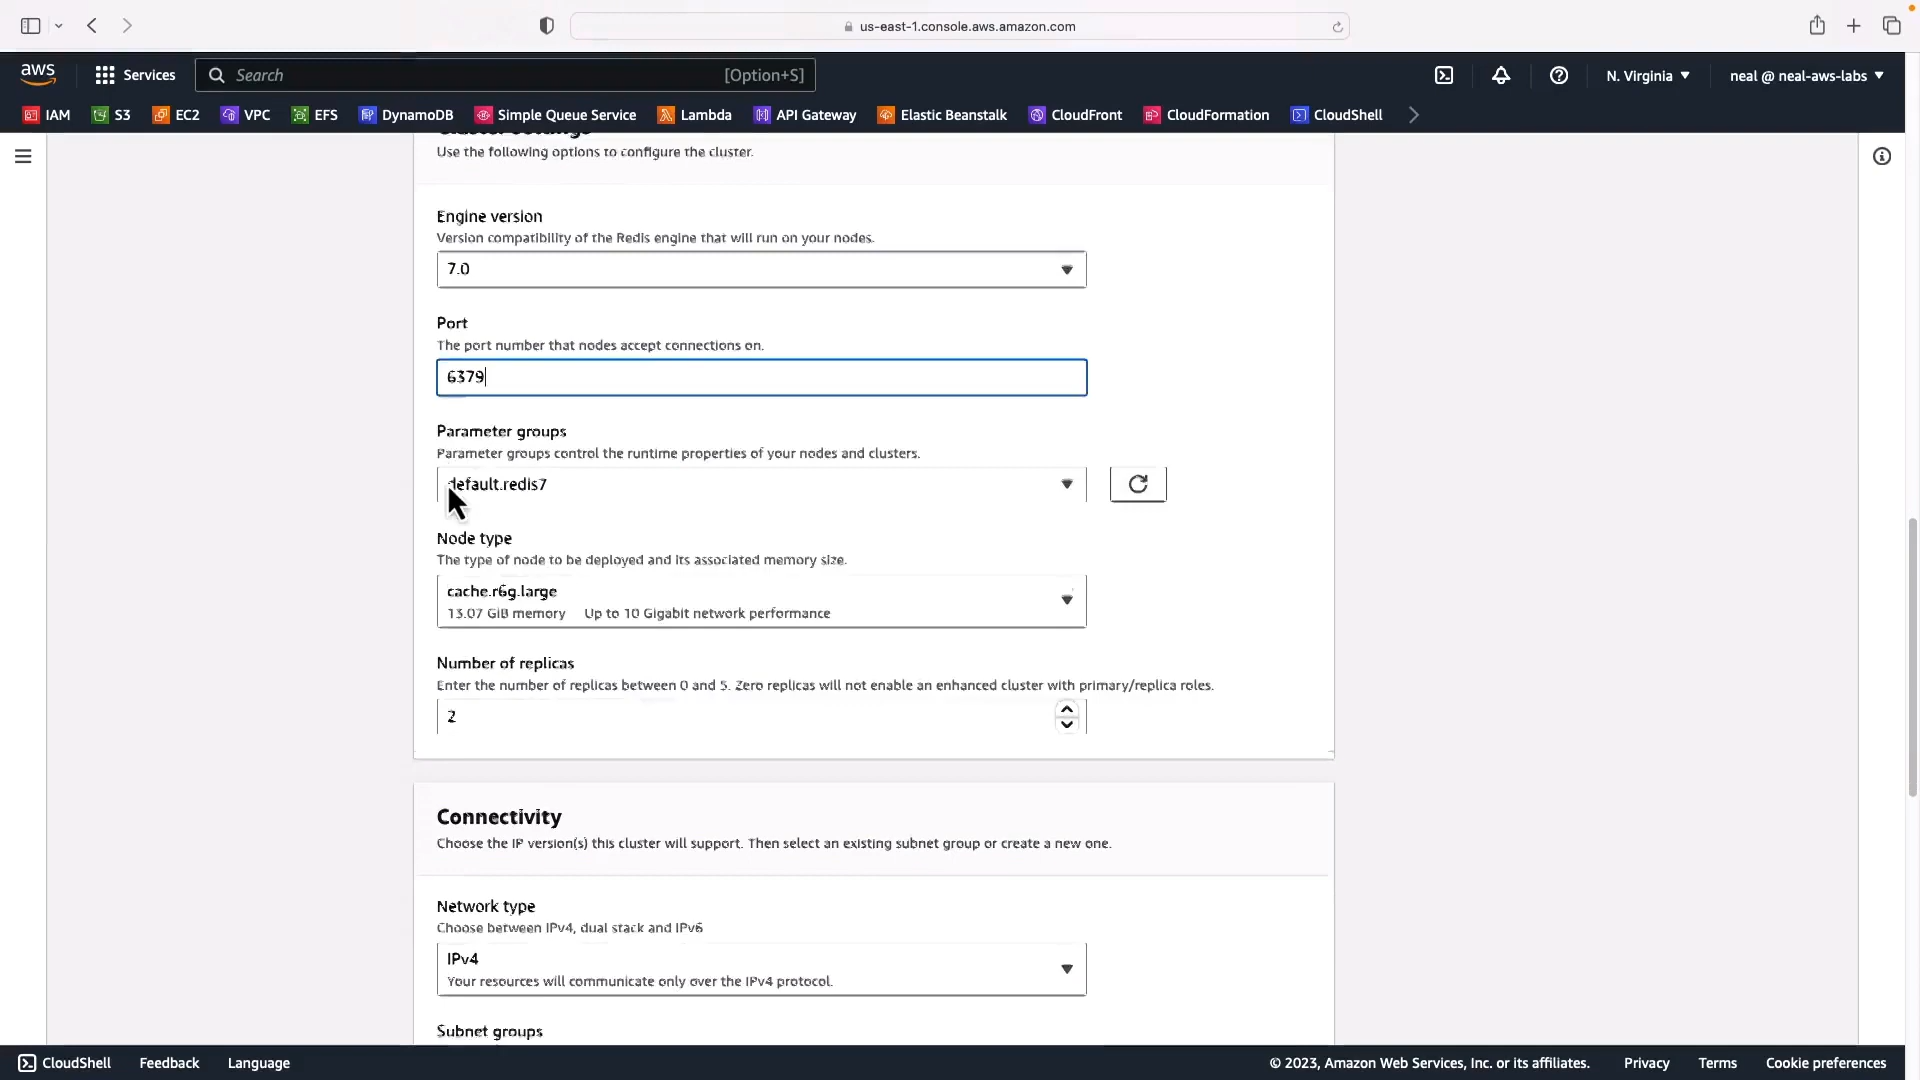 us-east-1.console.aws.amazon.com
aws Services Search [Option+S] N. Virginia neal @ neal-aws-labs
IAM S3 EC2 VPC EFS DynamoDB Simple Queue Service Lambda API Gateway Elastic Beanstalk CloudFront CloudFormation CloudShell
Cluster settings
Use the following options to configure the cluster.
Engine version
Version compatibility of the Redis engine that will run on your nodes.
7.0
Port
The port number that nodes accept connections on.
6379
Parameter groups
Parameter groups control the runtime properties of your nodes and clusters.
default.redis7
Node type
The type of node to be deployed and its associated memory size.
cache.r6g.large
13.07 GiB memory Up to 10 Gigabit network performance
Number of replicas
Enter the number of replicas between 0 and 5. Zero replicas will not enable an enhanced cluster with primary/replica roles.
2
Connectivity
Choose the IP version(s) this cluster will support. Then select an existing subnet group or create a new one.
Network type
Choose between IPv4, dual stack and IPv6
IPv4
Your resources will communicate only over the IPv4 protocol.
Subnet groups
CloudShell Feedback Language © 2023, Amazon Web Services, Inc. or its affiliates. Privacy Terms Cookie preferences